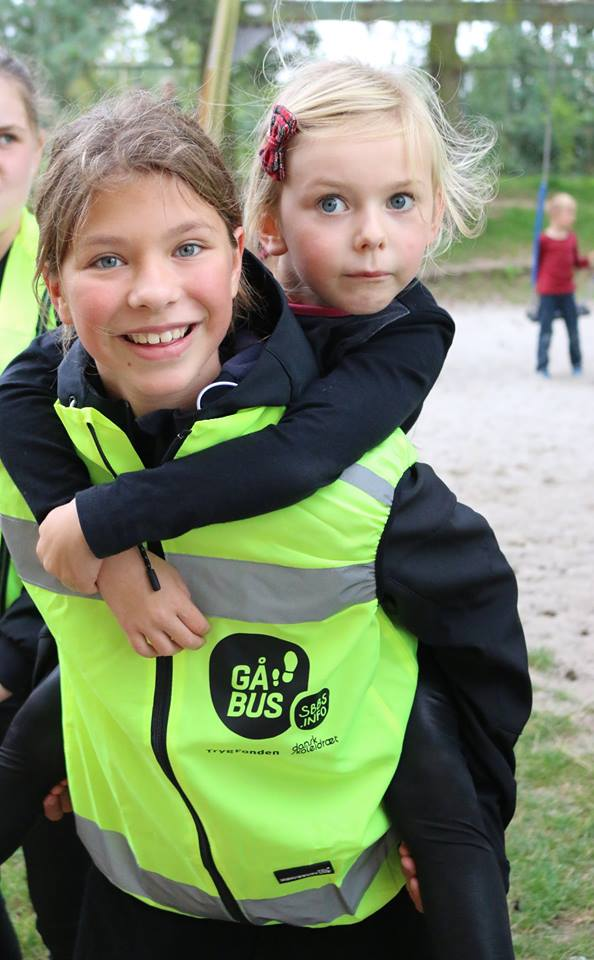 GÅ
BUS
SBBS
.INFO
TrygFonden
dansk
skoleidræt